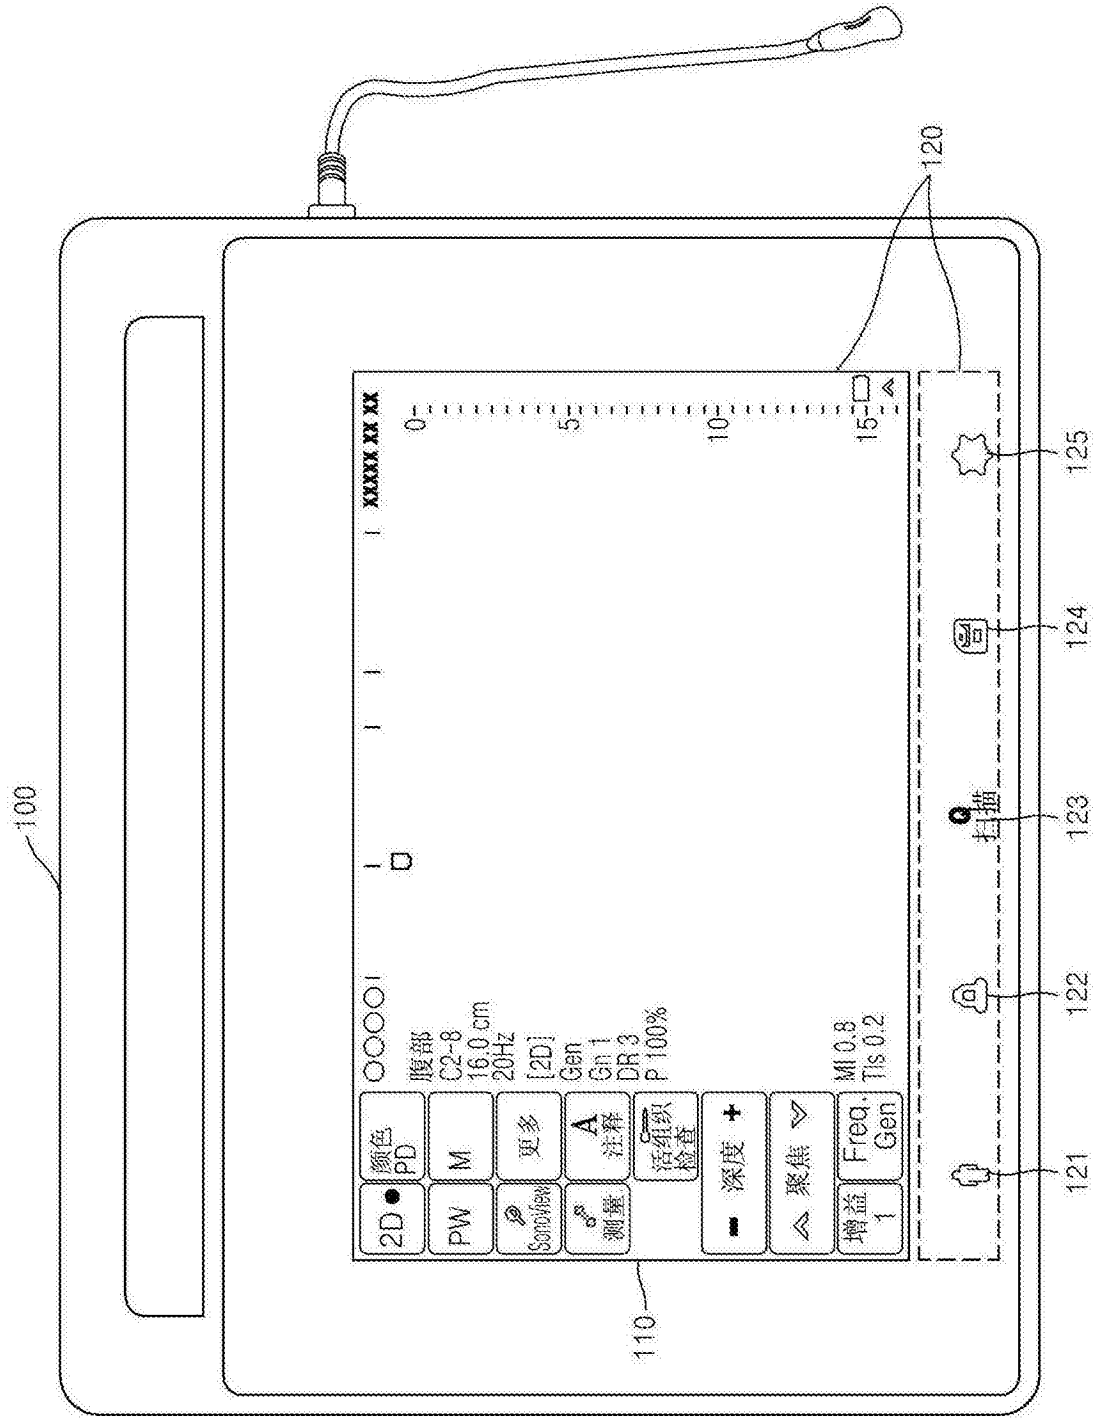 100
110
120
2D
颜色
PD
PW
M
SonoView
更多
测量
A
注释
活组织
检查
深度
聚焦
增益
1
Freq.
Gen
腹部
C2-8
16.0 cm
20Hz
[2D]
Gen
Gn 1
DR 3
P 100%
MI 0.8
TIs 0.2
XXXXX XX XX
0
5
10
15
扫描
121
122
123
124
125